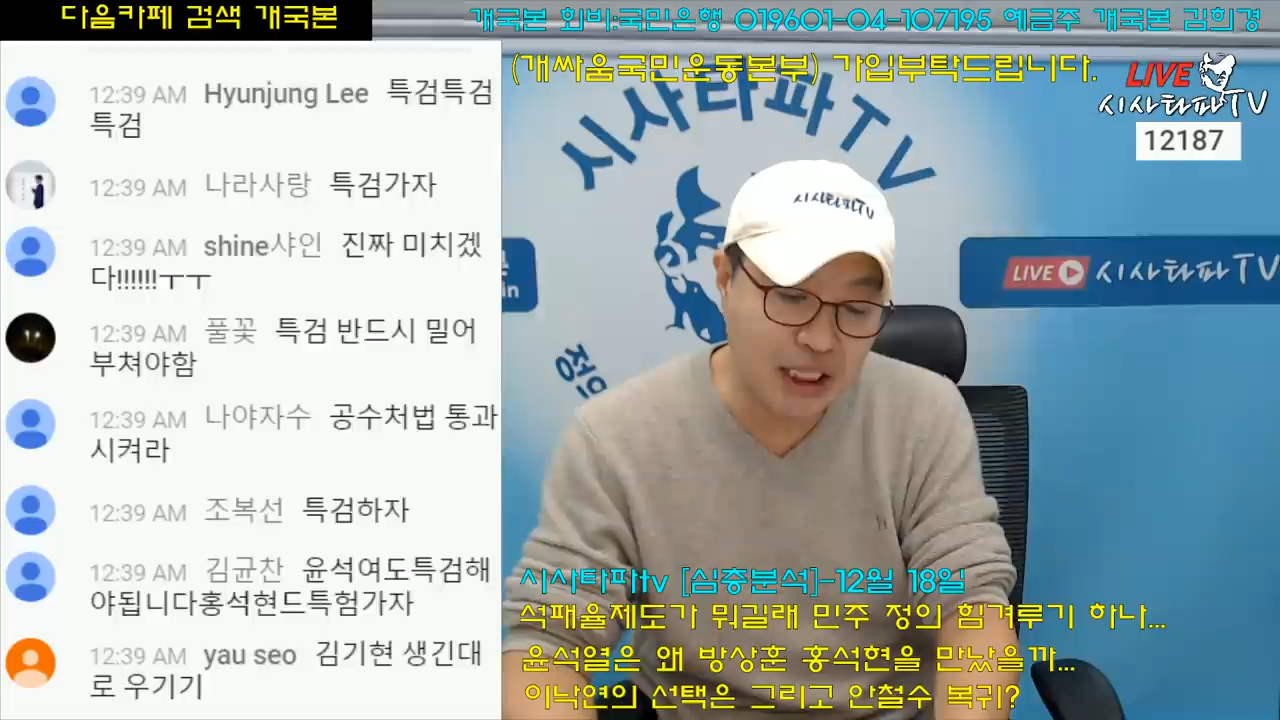 다음카페 검색 개국본
개국본 회비:국민은행 019601-04-107195 예금주 개국본 김희경
(개싸움국민운동본부) 가입부탁드립니다.
LIVE
시사타파TV
12187
12:39 AM Hyunjung Lee 특검특검
특검
12:39 AM 나라사랑 특검가자
12:39 AM shine샤인 진짜 미치겠
다!!!!!!ㅜㅜ
12:39 AM 풀꽃 특검 반드시 밀어
부쳐야함
12:39 AM 나야자수 공수처법 통과
시켜라
12:39 AM 조복선 특검하자
12:39 AM 김균찬 윤석여도특검해
야됩니다홍석현드특험가자
12:39 AM yau seo 김기현 생긴대
로 우기기
시사타파TV
시사타파TV
LIVE 시사타파TV
in
정의
시사타파tv [심층분석]-12월 18일
석패율제도가 뭐길래 민주 정의 힘겨루기 하나...
윤석열은 왜 방상훈 홍석현을 만났을까...
이낙연의 선택은 그리고 안철수 복귀?